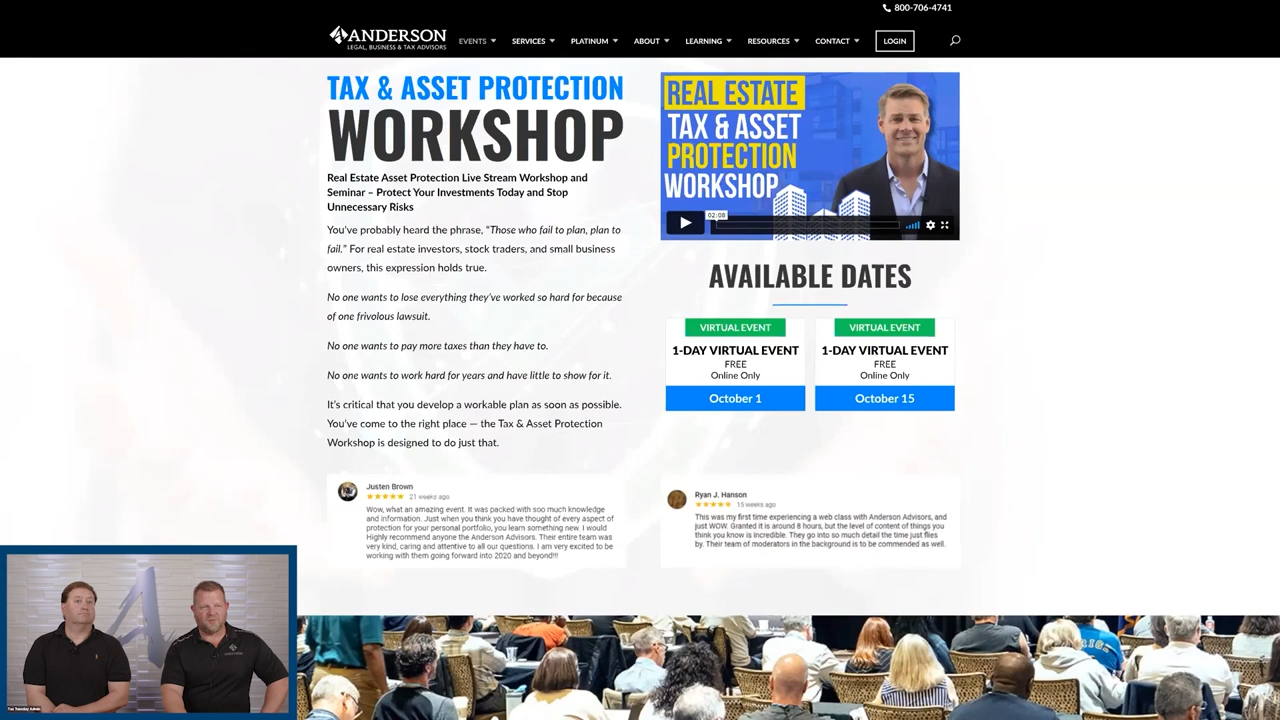 800-706-4741
ANDERSON
LEGAL, BUSINESS & TAX ADVISORS
EVENTS SERVICES PLATINUM ABOUT LEARNING RESOURCES CONTACT LOGIN
TAX & ASSET PROTECTION
WORKSHOP
Real Estate Asset Protection Live Stream Workshop and
Seminar – Protect Your Investments Today and Stop
Unnecessary Risks
You've probably heard the phrase, "Those who fail to plan, plan to
fail." For real estate investors, stock traders, and small business
owners, this expression holds true.
No one wants to lose everything they've worked so hard for because
of one frivolous lawsuit.
No one wants to pay more taxes than they have to.
No one wants to work hard for years and have little to show for it.
It's critical that you develop a workable plan as soon as possible.
You've come to the right place — the Tax & Asset Protection
Workshop is designed to do just that.
REAL ESTATE
TAX & ASSET
PROTECTION
WORKSHOP
02:08
AVAILABLE DATES
VIRTUAL EVENT
1-DAY VIRTUAL EVENT
FREE
Online Only
October 1
VIRTUAL EVENT
1-DAY VIRTUAL EVENT
FREE
Online Only
October 15
Justen Brown
21 weeks ago
Wow, what an amazing event. It was packed with soo much knowledge
and information. Just when you think you have thought of every aspect of
protection for your personal portfolio, you learn something new. I would
Highly recommend anyone the Anderson Advisors. Their entire team was
very kind, caring and attentive to all our questions. I am very excited to be
working with them going forward into 2020 and beyond!!!
Ryan J. Hanson
15 weeks ago
This was my first time experiencing a web class with Anderson Advisors, and
just WOW. Granted it is around 8 hours, but the level of content of things you
think you know is incredible. They go into so much detail the time just flies
by. Their team of moderators in the background is to be commended as well.
Tax Tuesday Admin